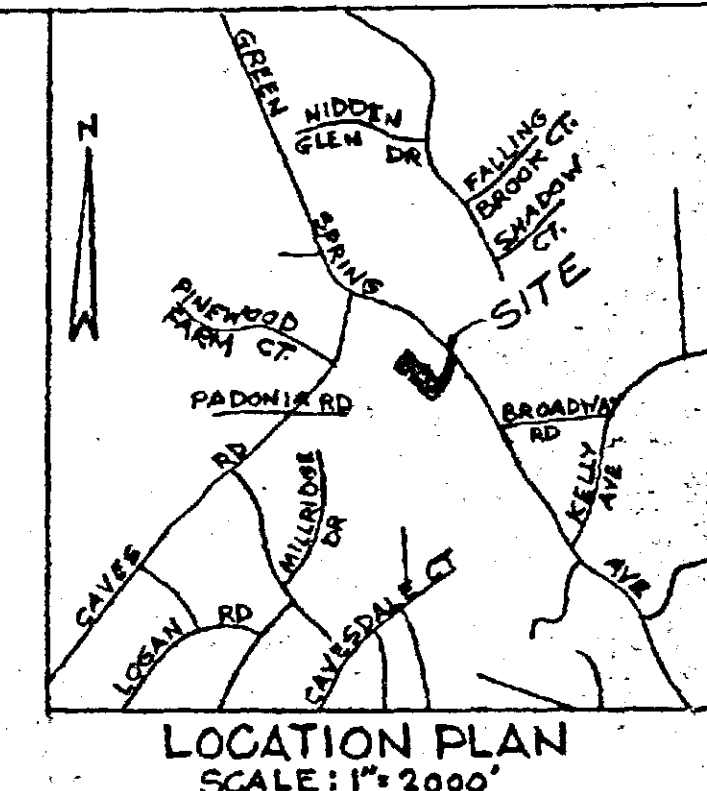 N
GREEN
SPRING
HIDDEN
GLEN DR
FALLING
BROOK CT.
SHADOW
CT.
SITE
PINEWOOD
FARM CT.
PADONIA RD
BROADWAY
RD
KELLY
AVE
CAVES RD
MILLRIDGE
DR
LOGAN RD
CAVESDALE CT
AVE
LOCATION PLAN
SCALE: 1"= 2000'